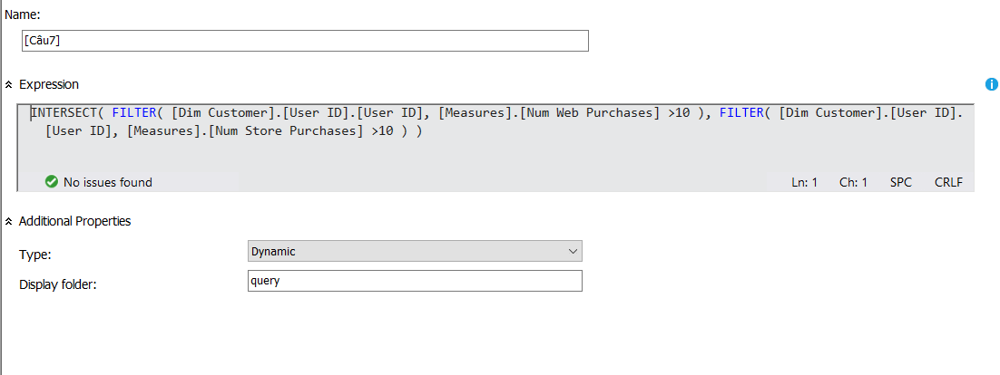 Name:
[Câu7]
Expression
INTERSECT( FILTER( [Dim Customer].[User ID].[User ID], [Measures].[Num Web Purchases] >10 ), FILTER( [Dim Customer].[User ID].
[User ID], [Measures].[Num Store Purchases] >10 ) )
No issues found Ln: 1 Ch: 1 SPC CRLF
Additional Properties
Type: Dynamic
Display folder: query